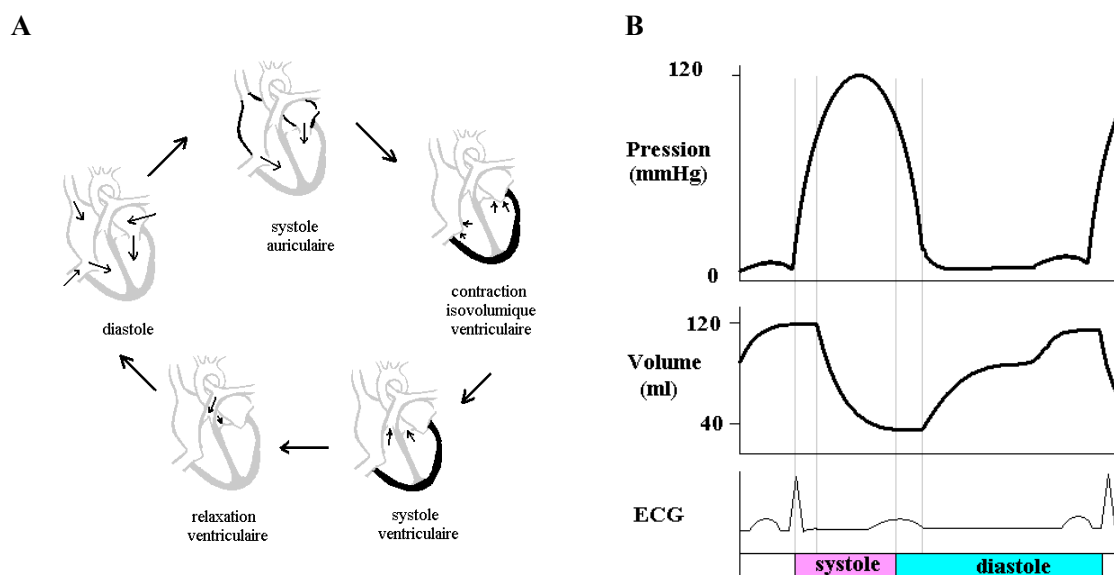 A
systole
auriculaire
contraction
isovolumique
ventriculaire
diastole
relaxation
ventriculaire
systole
ventriculaire
B
120
Pression
(mmHg)
0
120
Volume
(ml)
40
ECG
systole
diastole